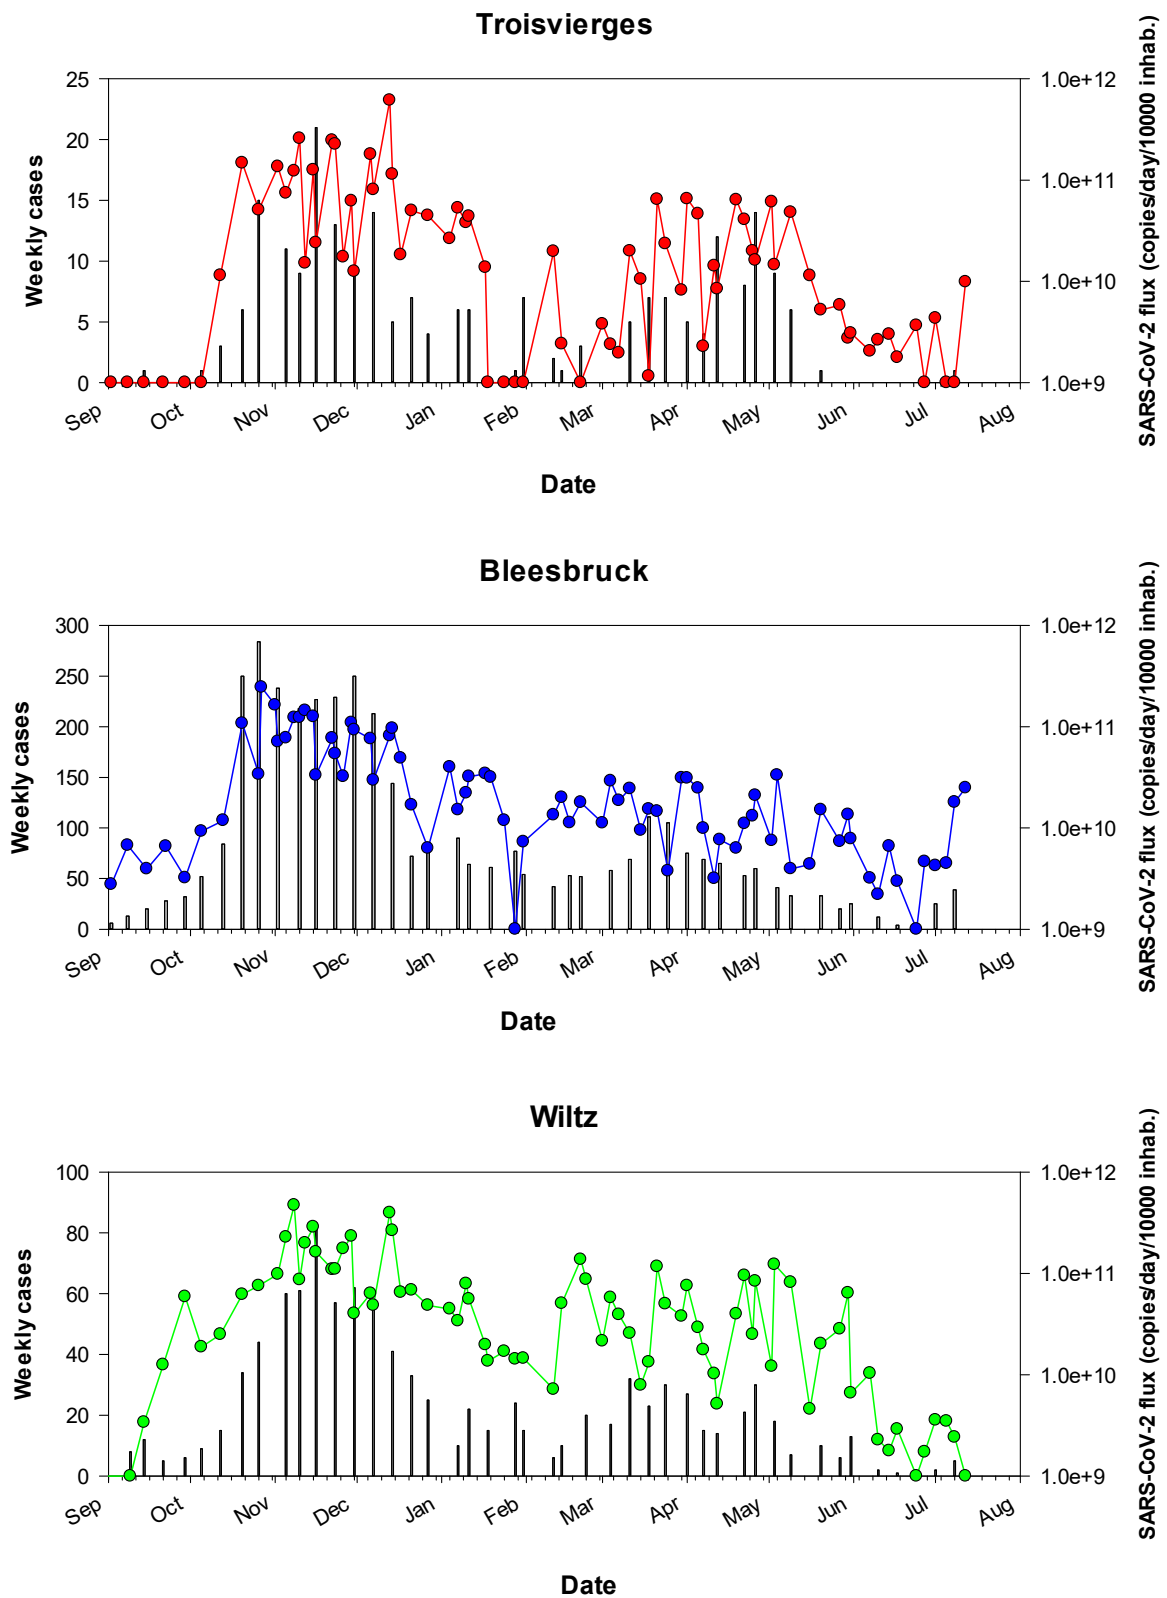 Troisvierges
Weekly cases
SARS-CoV-2 flux (copies/day/10000 inhab.)
25
20
15
10
5
0
1.0e+12
1.0e+11
1.0e+10
1.0e+9
Sep
Oct
Nov
Dec
Jan
Feb
Mar
Apr
May
Jun
Jul
Aug
Date
Bleesbruck
Weekly cases
SARS-CoV-2 flux (copies/day/10000 inhab.)
300
250
200
150
100
50
0
1.0e+12
1.0e+11
1.0e+10
1.0e+9
Sep
Oct
Nov
Dec
Jan
Feb
Mar
Apr
May
Jun
Jul
Aug
Date
Wiltz
Weekly cases
SARS-CoV-2 flux (copies/day/10000 inhab.)
100
80
60
40
20
0
1.0e+12
1.0e+11
1.0e+10
1.0e+9
Sep
Oct
Nov
Dec
Jan
Feb
Mar
Apr
May
Jun
Jul
Aug
Date